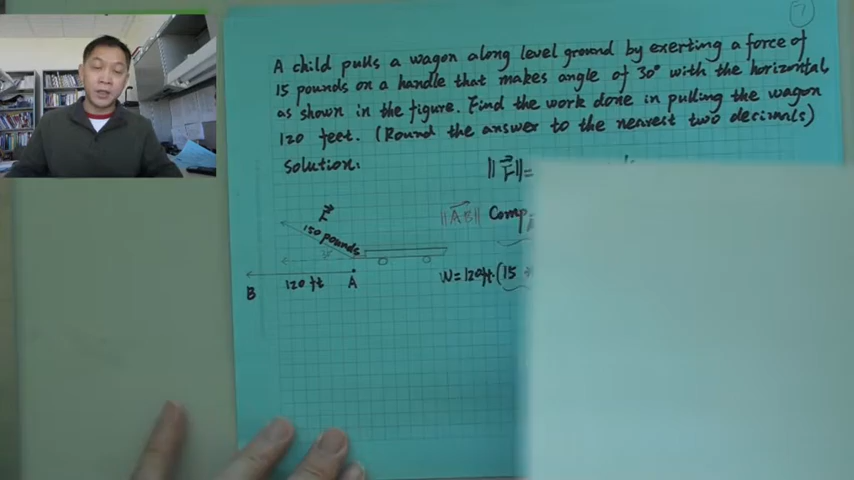 7
A child pulls a wagon along level ground by exerting a force of
15 pounds on a handle that makes angle of 30° with the horizontal,
as shown in the figure. Find the work done in pulling the wagon
120 feet. (Round the answer to the nearest two decimals)
Solution:
||F⃗||=
F⃗
150 pounds
||AB|| Comp
120 ft
A
B
W=120ft.(15